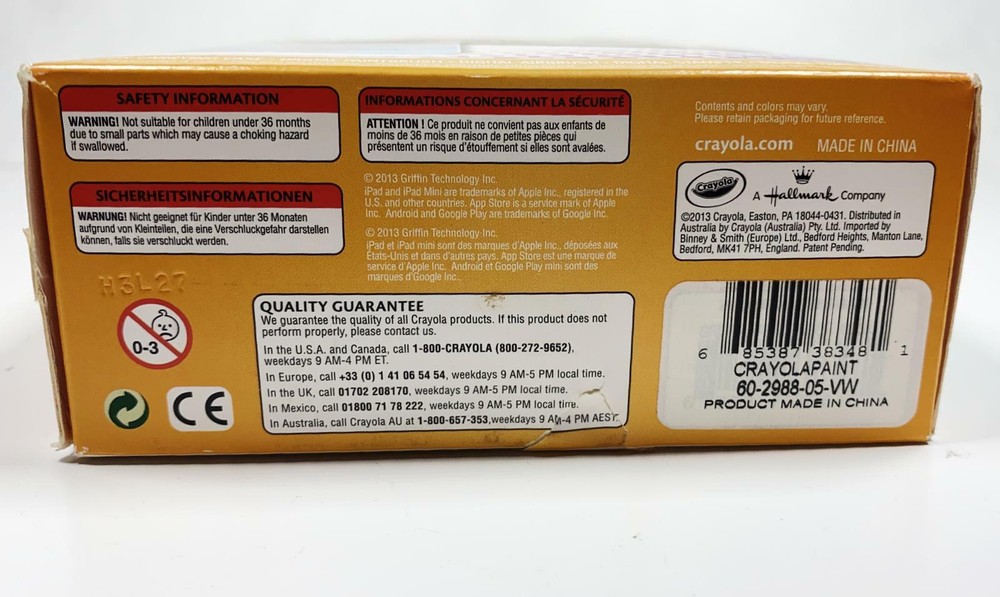 SAFETY INFORMATION
WARNING! Not suitable for children under 36 months
due to small parts which may cause a choking hazard
if swallowed.
INFORMATIONS CONCERNANT LA SÉCURITÉ
ATTENTION ! Ce produit ne convient pas aux enfants de
moins de 36 mois en raison de petites pièces qui
présentent un risque d'étouffement si elles sont avalées.
Contents and colors may vary.
Please retain packaging for future reference.
crayola.com MADE IN CHINA
SICHERHEITSINFORMATIONEN
WARNUNG! Nicht geeignet für Kinder unter 36 Monaten
aufgrund von Kleinteilen, die eine Verschluckgefahr darstellen
können, falls sie verschluckt werden.
© 2013 Griffin Technology Inc.
iPad and iPad Mini are trademarks of Apple Inc., registered in the
U.S. and other countries. App Store is a service mark of Apple
Inc. Android and Google Play are trademarks of Google Inc.
© 2013 Griffin Technology Inc.
iPad et iPad mini sont des marques d'Apple Inc., déposées aux
États-Unis et dans d'autres pays. App Store est une marque de
service d'Apple Inc. Android et Google Play mini sont des
marques d'Google Inc.
Crayola
A Hallmark Company
©2013 Crayola, Easton, PA 18044-0431. Distributed in
Australia by Crayola (Australia) Pty. Ltd. Imported by
Binney & Smith (Europe) Ltd., Bedford Heights, Manton Lane,
Bedford, MK41 7PH, England. Patent Pending.
H3L27
0-3
CE
QUALITY GUARANTEE
We guarantee the quality of all Crayola products. If this product does not
perform properly, please contact us.
In the U.S.A. and Canada, call 1-800-CRAYOLA (800-272-9652),
weekdays 9 AM-4 PM ET.
In Europe, call +33 (0) 1 41 06 54 54, weekdays 9 AM-5 PM local time.
In the UK, call 01702 208170, weekdays 9 AM-5 PM local time.
In Mexico, call 01800 71 78 222, weekdays 9 AM-5 PM local time.
In Australia, call Crayola AU at 1-800-657-353,weekdays 9 AM-4 PM AEST.
6 85387 38348 1
CRAYOLAPAINT
60-2988-05-VW
PRODUCT MADE IN CHINA